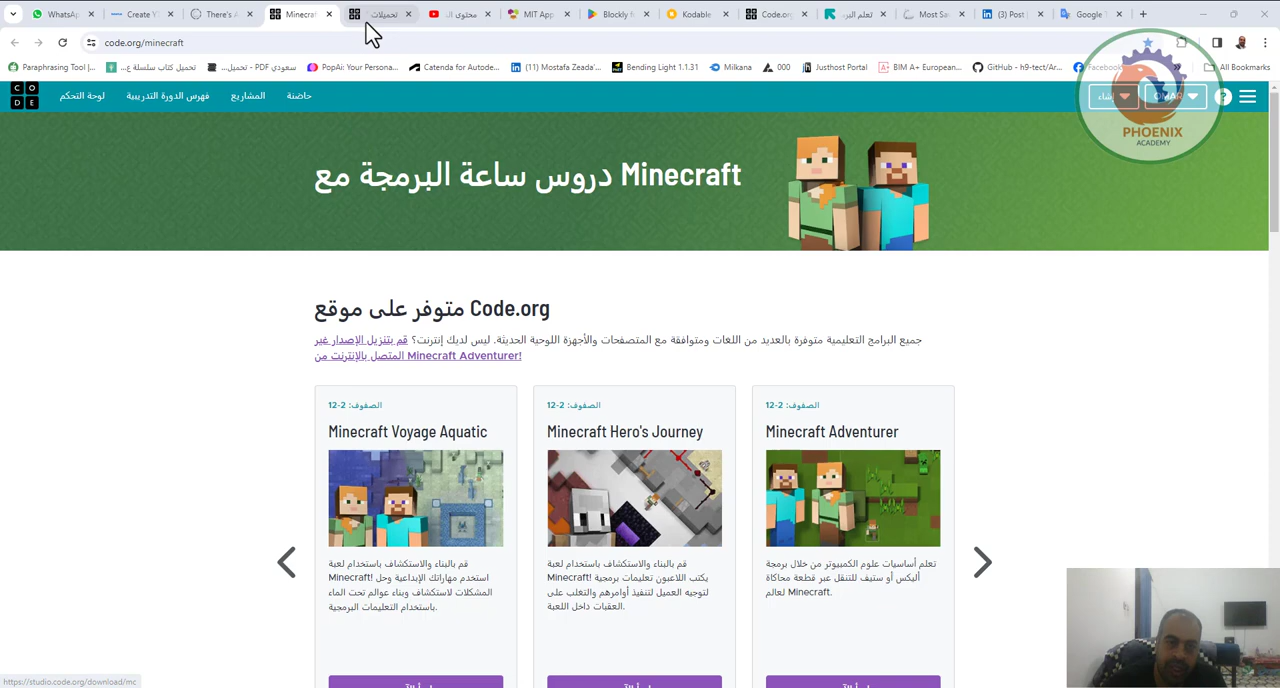 WhatsApp
Create Y
There's A
Minecraft
تحميلات
محتوى ال
MIT App
Blockly f
Kodable
Code.org
تعلم البر
Most Sa
(3) Post
Google T
code.org/minecraft
Paraphrasing Tool |...
تحميل كتاب سلسلة ع...
سعودي PDF - تحميل...
PopAi: Your Persona...
Catenda for Autode...
(11) Mostafa Zeada'...
Bending Light 1.1.31
Milkana
000
Justhost Portal
BIM A+ European...
GitHub - h9-tect/Ar...
Facebook
All Bookmarks
CODE
لوحة التحكم
فهرس الدورة التدريبية
المشاريع
حاضنة
OMAR
?
PHOENIX
ACADEMY
دروس ساعة البرمجة مع Minecraft
متوفر على موقع Code.org
جميع البرامج التعليمية متوفرة بالعديد من اللغات ومتوافقة مع المتصفحات والأجهزة اللوحية الحديثة. ليس لديك إنترنت؟ قم بتنزيل الإصدار غير
المتصل بالإنترنت من Minecraft Adventurer!
الصفوف: 2-12
Minecraft Voyage Aquatic
قم بالبناء والاستكشاف باستخدام لعبة
Minecraft! استخدم مهاراتك الإبداعية وحل
المشكلات لاستكشاف وبناء عوالم تحت الماء
باستخدام التعليمات البرمجية.
الصفوف: 2-12
Minecraft Hero's Journey
قم بالبناء والاستكشاف باستخدام لعبة
Minecraft! يكتب اللاعبون تعليمات برمجية
لتوجيه العميل لتنفيذ أوامرهم والتغلب على
العقبات داخل اللعبة.
الصفوف: 2-12
Minecraft Adventurer
تعلم أساسيات علوم الكمبيوتر من خلال برمجة
أليكس أو ستيف للتنقل عبر قطعة محاكاة
لعالم Minecraft.
https://studio.code.org/download/mc